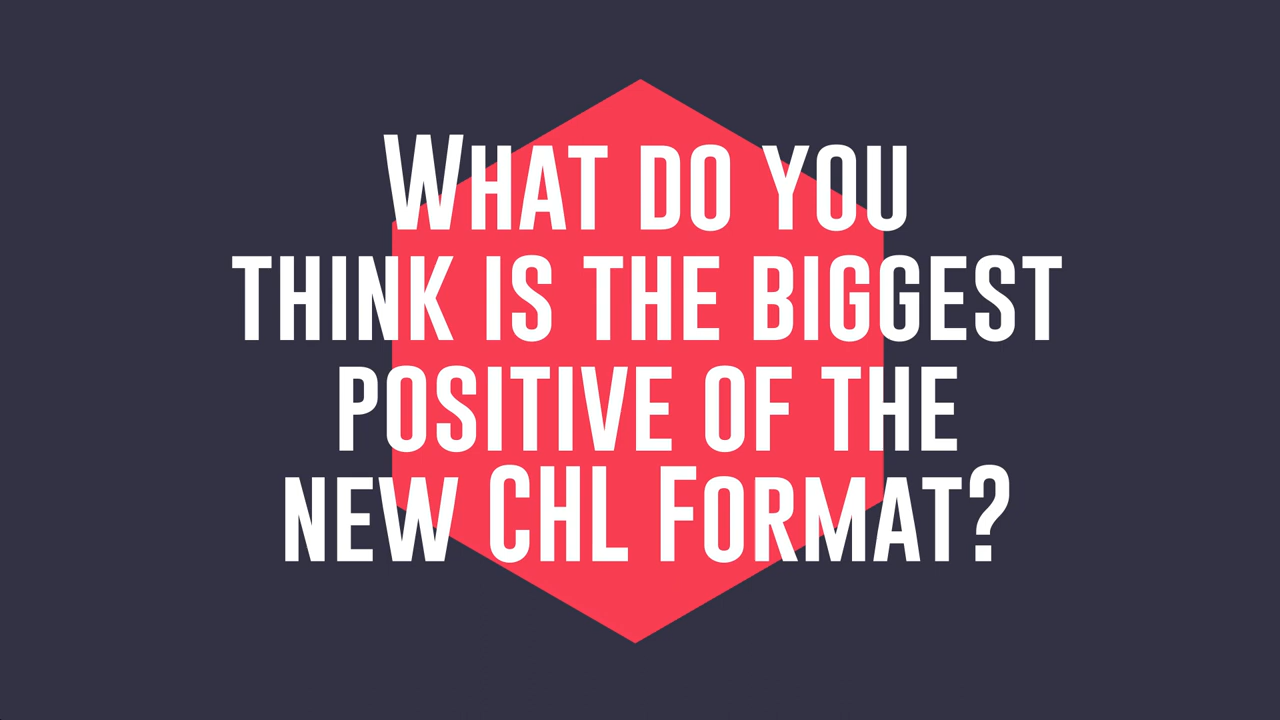 What do you
think is the biggest
positive of the
new CHL Format?